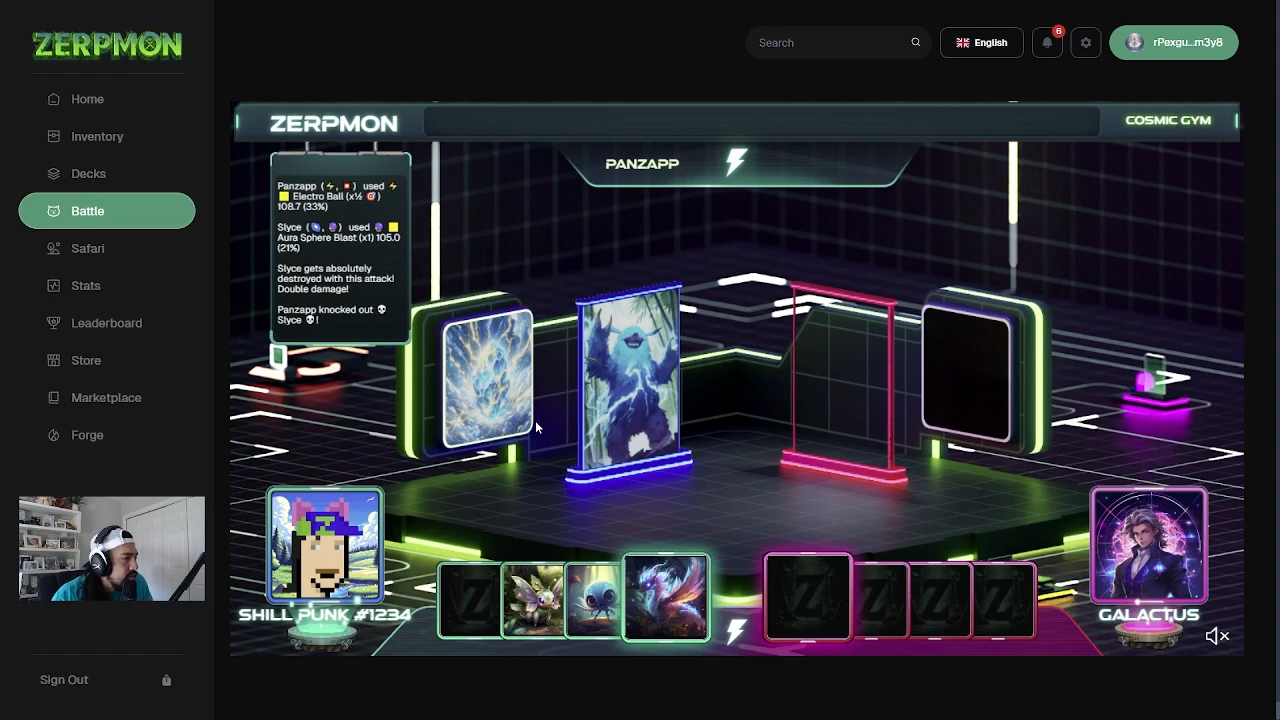 ZERPMON
Search
English
6
rPexgu...m3y8
Home
Inventory
Decks
Battle
Safari
Stats
Leaderboard
Store
Marketplace
Forge
Sign Out
ZERPMON
COSMIC GYM
PANZAPP
Panzapp (⚡, 💥) used ⚡
🟨 Electro Ball (x½ 🎯)
108.7 (33%)
Slyce (🌌, 🔮) used 🔮 🟨
Aura Sphere Blast (x1) 105.0
(21%)
Slyce gets absolutely
destroyed with this attack!
Double damage!
Panzapp knocked out 💀
Slyce 💀!
SHILL PUNK #1234
GALACTUS